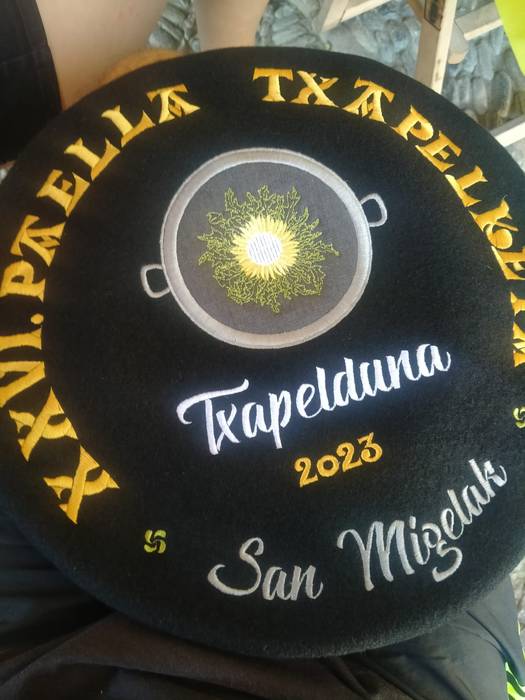 XXVI. PAELLA TXAPELKETA
Txapelduna
2023
San Migelak